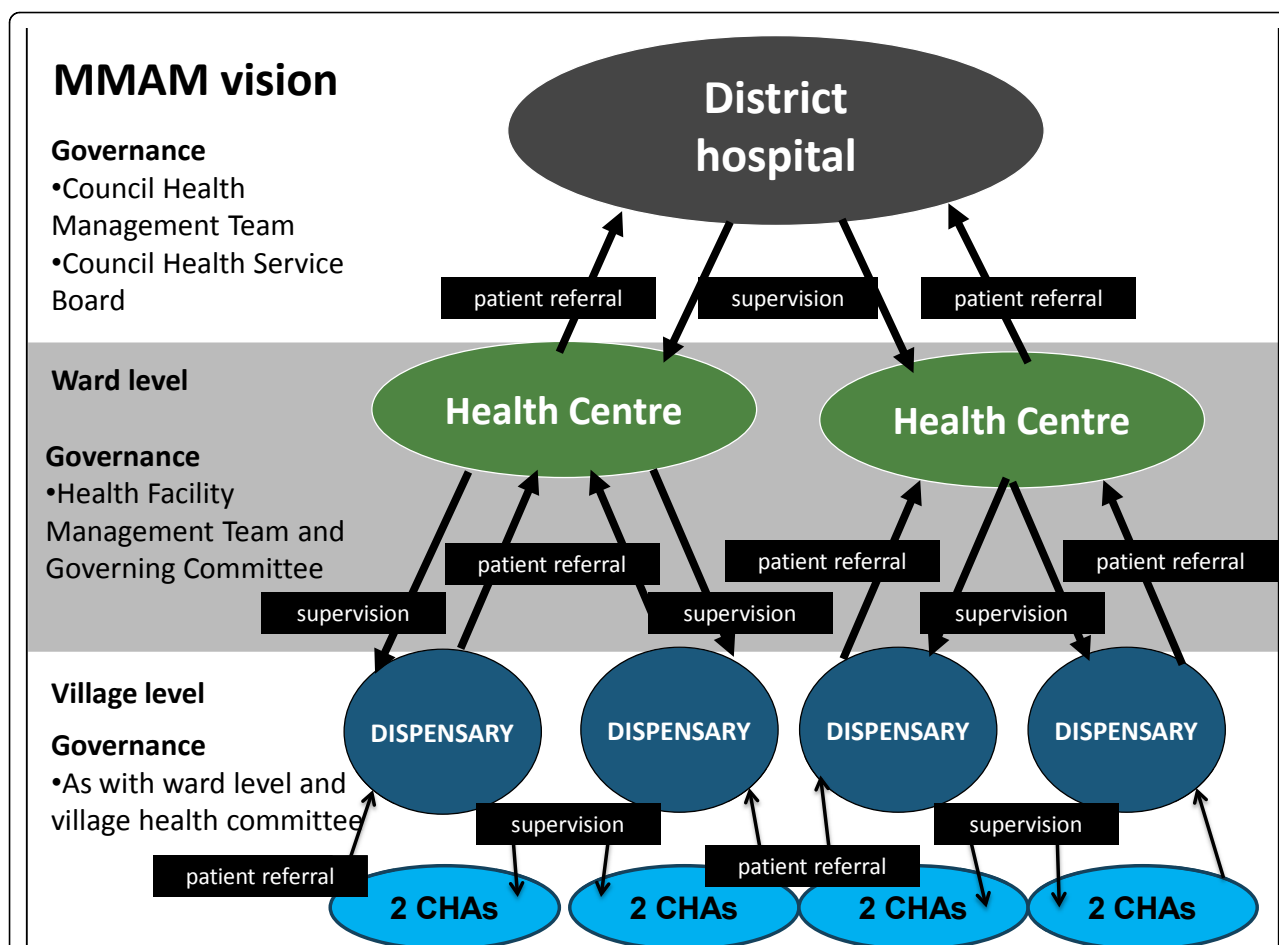 MMAM vision
District
hospital
Governance
•Council Health
Management Team
•Council Health Service
Board
patient referral
supervision
patient referral
Ward level
Health Centre
Health Centre
Governance
•Health Facility
Management Team and
Governing Committee
patient referral
patient referral
patient referral
supervision
supervision
supervision
Village level
DISPENSARY
DISPENSARY
DISPENSARY
DISPENSARY
Governance
•As with ward level and
village health committee
supervision
supervision
patient referral
patient referral
2 CHAs
2 CHAs
2 CHAs
2 CHAs